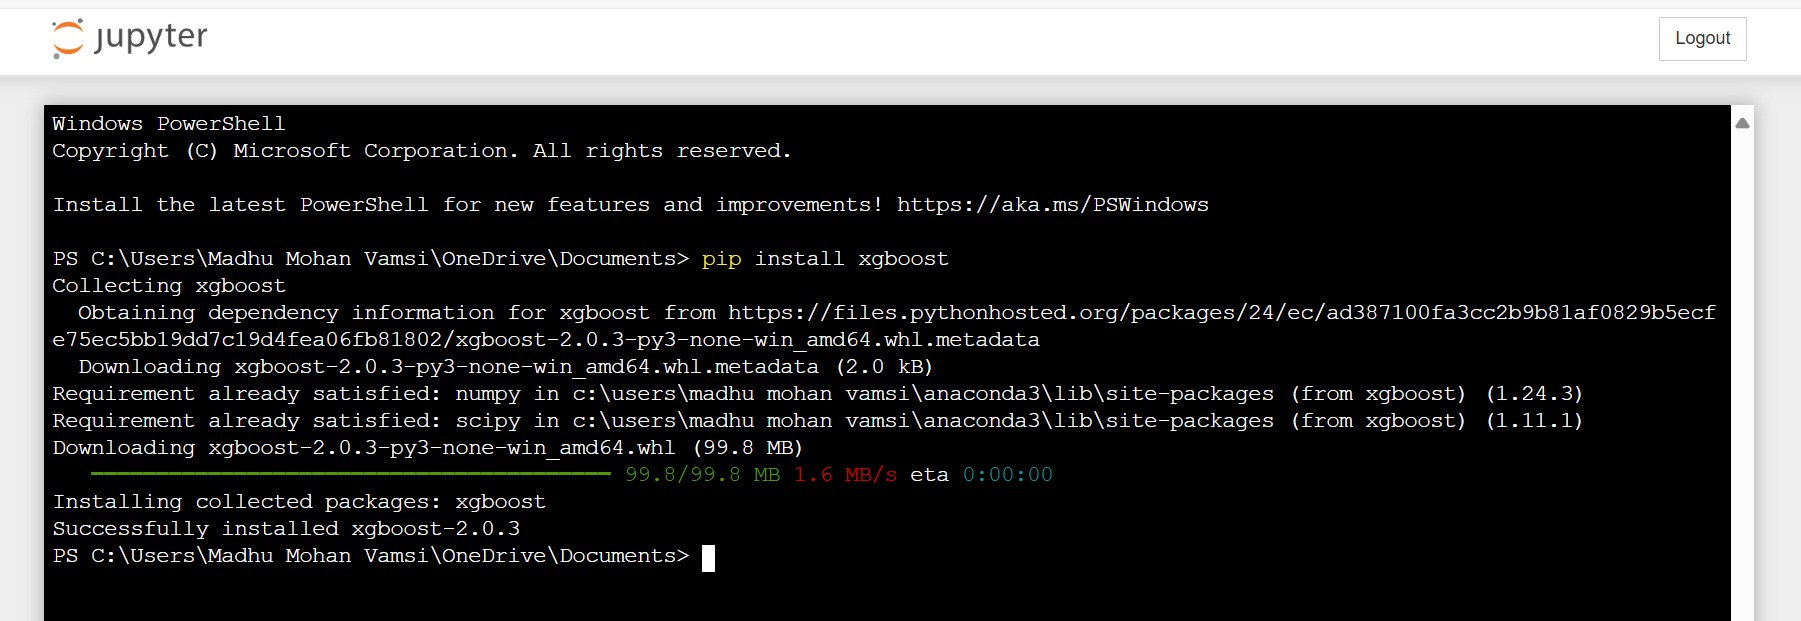 jupyter
Logout
Windows PowerShell
Copyright (C) Microsoft Corporation. All rights reserved.
Install the latest PowerShell for new features and improvements! https://aka.ms/PSWindows
PS C:\Users\Madhu Mohan Vamsi\OneDrive\Documents> pip install xgboost
Collecting xgboost
  Obtaining dependency information for xgboost from https://files.pythonhosted.org/packages/24/ec/ad387100fa3cc2b9b81af0829b5ecf
e75ec5bb19dd7c19d4fea06fb81802/xgboost-2.0.3-py3-none-win_amd64.whl.metadata
  Downloading xgboost-2.0.3-py3-none-win_amd64.whl.metadata (2.0 kB)
Requirement already satisfied: numpy in c:\users\madhu mohan vamsi\anaconda3\lib\site-packages (from xgboost) (1.24.3)
Requirement already satisfied: scipy in c:\users\madhu mohan vamsi\anaconda3\lib\site-packages (from xgboost) (1.11.1)
Downloading xgboost-2.0.3-py3-none-win_amd64.whl (99.8 MB)
99.8/99.8 MB 1.6 MB/s eta 0:00:00
Installing collected packages: xgboost
Successfully installed xgboost-2.0.3
PS C:\Users\Madhu Mohan Vamsi\OneDrive\Documents>